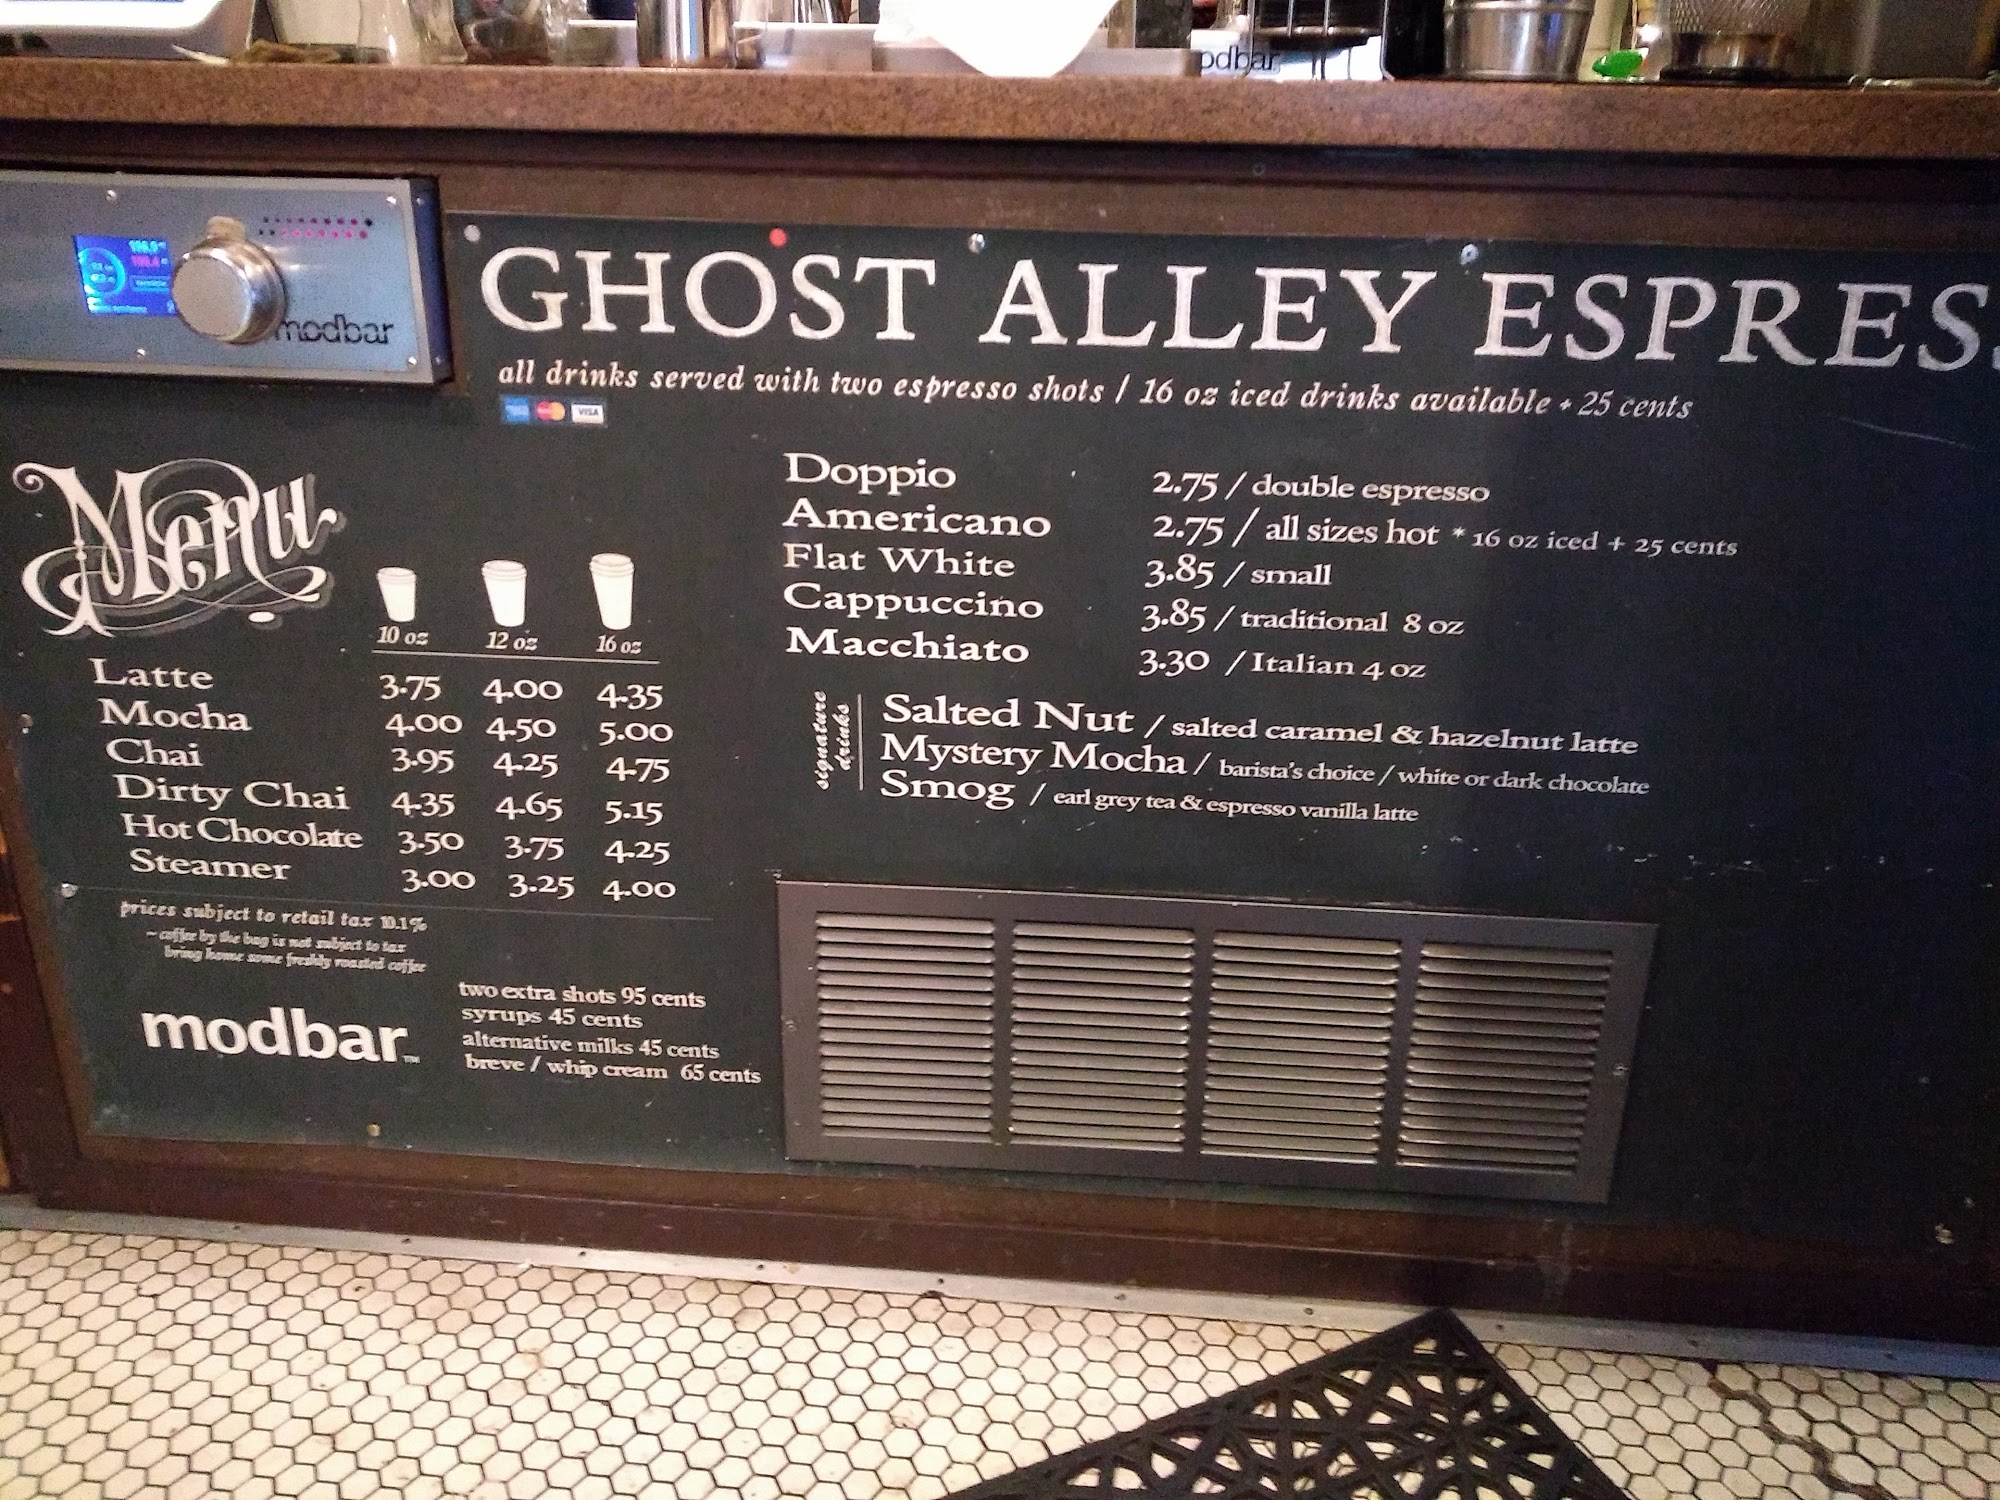 odbar
modbar
GHOST ALLEY ESPRES
all drinks served with two espresso shots / 16 oz iced drinks available + 25 cents
VISA
Menu
10 oz 12 oz 16 oz
Latte 3.75 4.00 4.35
Mocha 4.00 4.50 5.00
Chai 3.95 4.25 4.75
Dirty Chai 4.35 4.65 5.15
Hot Chocolate 3.50 3.75 4.25
Steamer 3.00 3.25 4.00
prices subject to retail tax 10.1%
~ coffee by the bag is not subject to tax
bring home some freshly roasted coffee
modbar™
two extra shots 95 cents
syrups 45 cents
alternative milks 45 cents
breve / whip cream 65 cents
Doppio 2.75 / double espresso
Americano 2.75 / all sizes hot * 16 oz iced + 25 cents
Flat White 3.85 / small
Cappuccino 3.85 / traditional 8 oz
Macchiato 3.30 / Italian 4 oz
signature
drinks
Salted Nut / salted caramel & hazelnut latte
Mystery Mocha / barista's choice / white or dark chocolate
Smog / earl grey tea & espresso vanilla latte